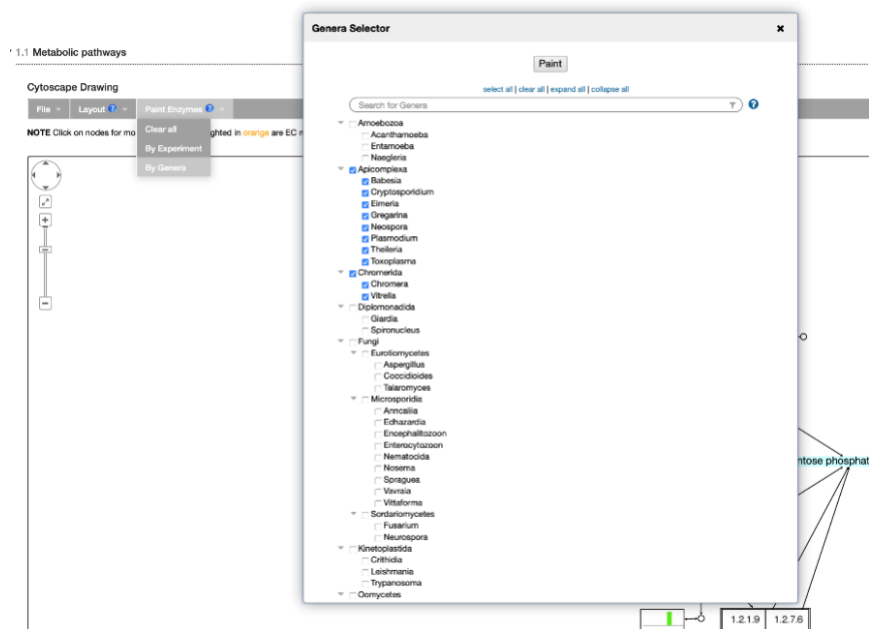 Genera Selector
1.1 Metabolic pathways
Paint
Cytoscape Drawing
select all | clear all | expand all | collapse all
File Layout ? Paint Enzymes ?
Search for Genera ?
NOTE Click on nodes for mo
ghted in orange are EC n
Clear all
By Experiment
By Genera
Amoebozoa
Acanthamoeba
Entamoeba
Naegleria
Apicomplexa
Babesia
Cryptosporidium
Eimeria
Gregarina
Neospora
Plasmodium
Theileria
Toxoplasma
Chromerida
Chromera
Vitrella
Diplomonadida
Giardia
Spironucleus
Fungi
Eurotiomycetes
Aspergillus
Coccidioides
Talaromyces
Microsporidia
Anncaliia
Edhazardia
Encephalitozoon
Enterocytozoon
Nematocida
Nosema
Spraguea
Vavraia
Vittaforma
Sordariomycetes
Fusarium
Neurospora
Kinetoplastida
Crithidia
Leishmania
Trypanosoma
Oomycetes
ntose phosphat
1.2.1.9 1.2.7.6